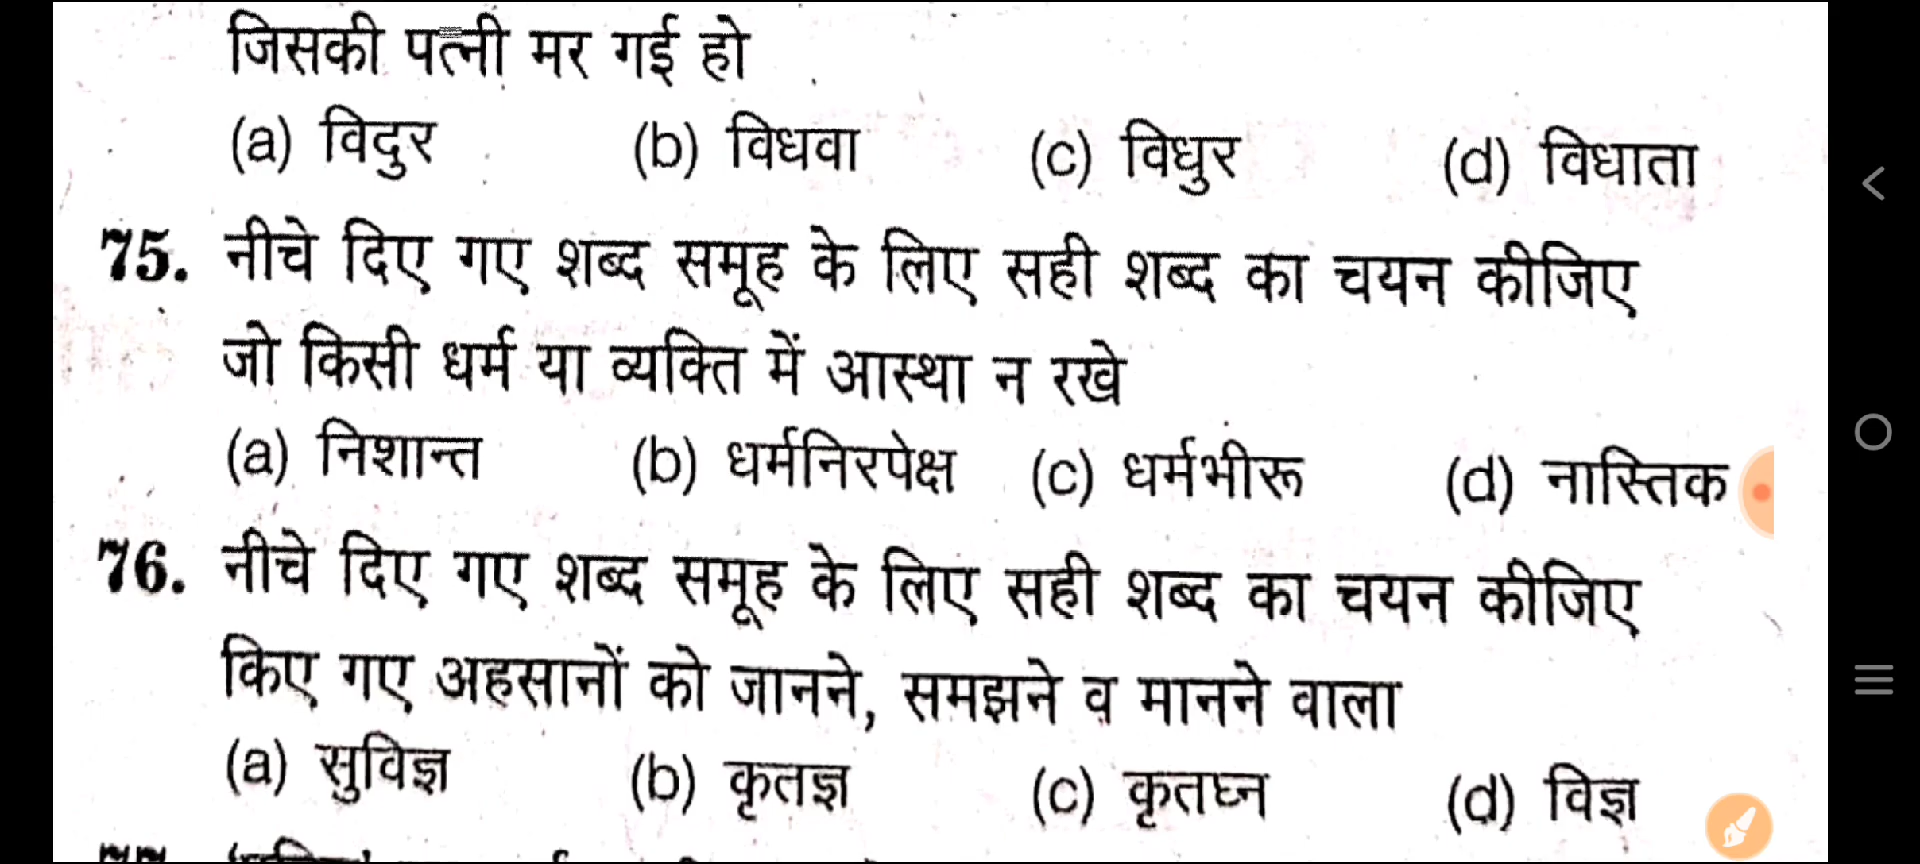 जिसकी पत्नी मर गई हो
(a) विदुर (b) विधवा (c) विधुर (d) विधाता
75. नीचे दिए गए शब्द समूह के लिए सही शब्द का चयन कीजिए
जो किसी धर्म या व्यक्ति में आस्था न रखे
(a) निशान्त (b) धर्मनिरपेक्ष (c) धर्मभीरू (d) नास्तिक
76. नीचे दिए गए शब्द समूह के लिए सही शब्द का चयन कीजिए
किए गए अहसानों को जानने, समझने व मानने वाला
(a) सुविज्ञ (b) कृतज्ञ (c) कृतघ्न (d) विज्ञ